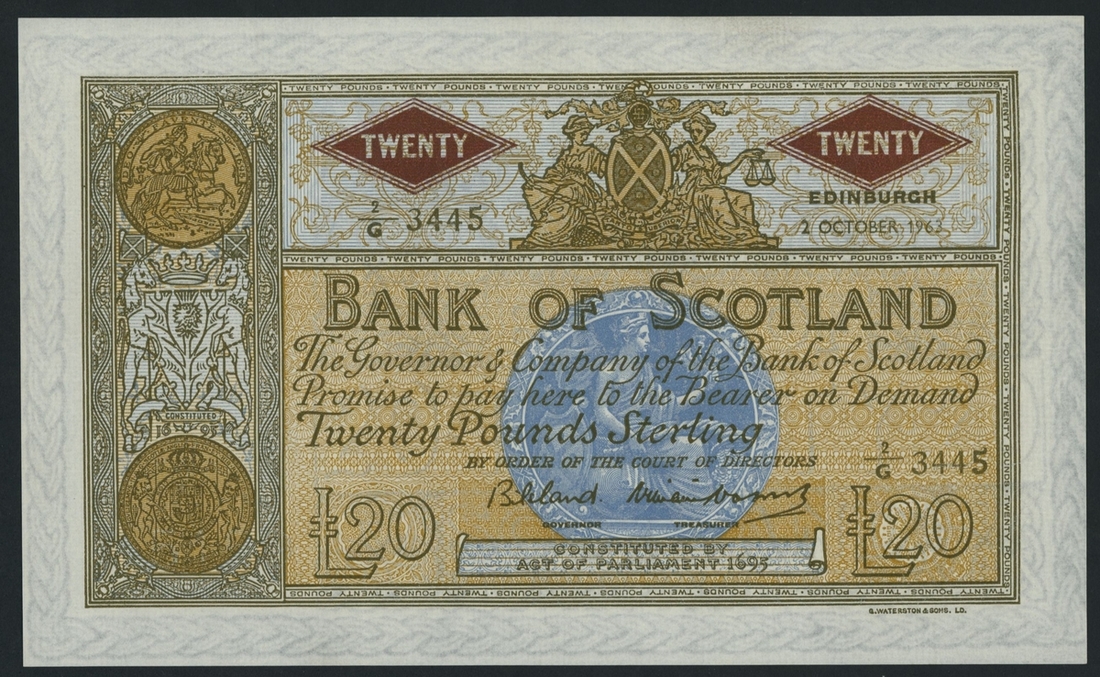 TWENTY POUNDS · TWENTY POUNDS · TWENTY POUNDS · TWENTY POUNDS · TWENTY POUNDS · TWENTY POUNDS
TWENTY
TWENTY
EDINBURGH
2/G 3445
2 OCTOBER 1963
TWENTY POUNDS · TWENTY POUNDS · TWENTY POUNDS · TWENTY POUNDS · TWENTY POUNDS · TWENTY POUNDS
BANK OF SCOTLAND
The Governor & Company of the Bank of Scotland
Promise to pay here to the Bearer on Demand
Twenty Pounds Sterling
BY ORDER OF THE COURT OF DIRECTORS
2/G 3445
CONSTITUTED
1695
GOVERNOR
TREASURER
£20
£20
CONSTITUTED BY
ACT OF PARLIAMENT 1695
G. WATERSTON & SONS. LD.